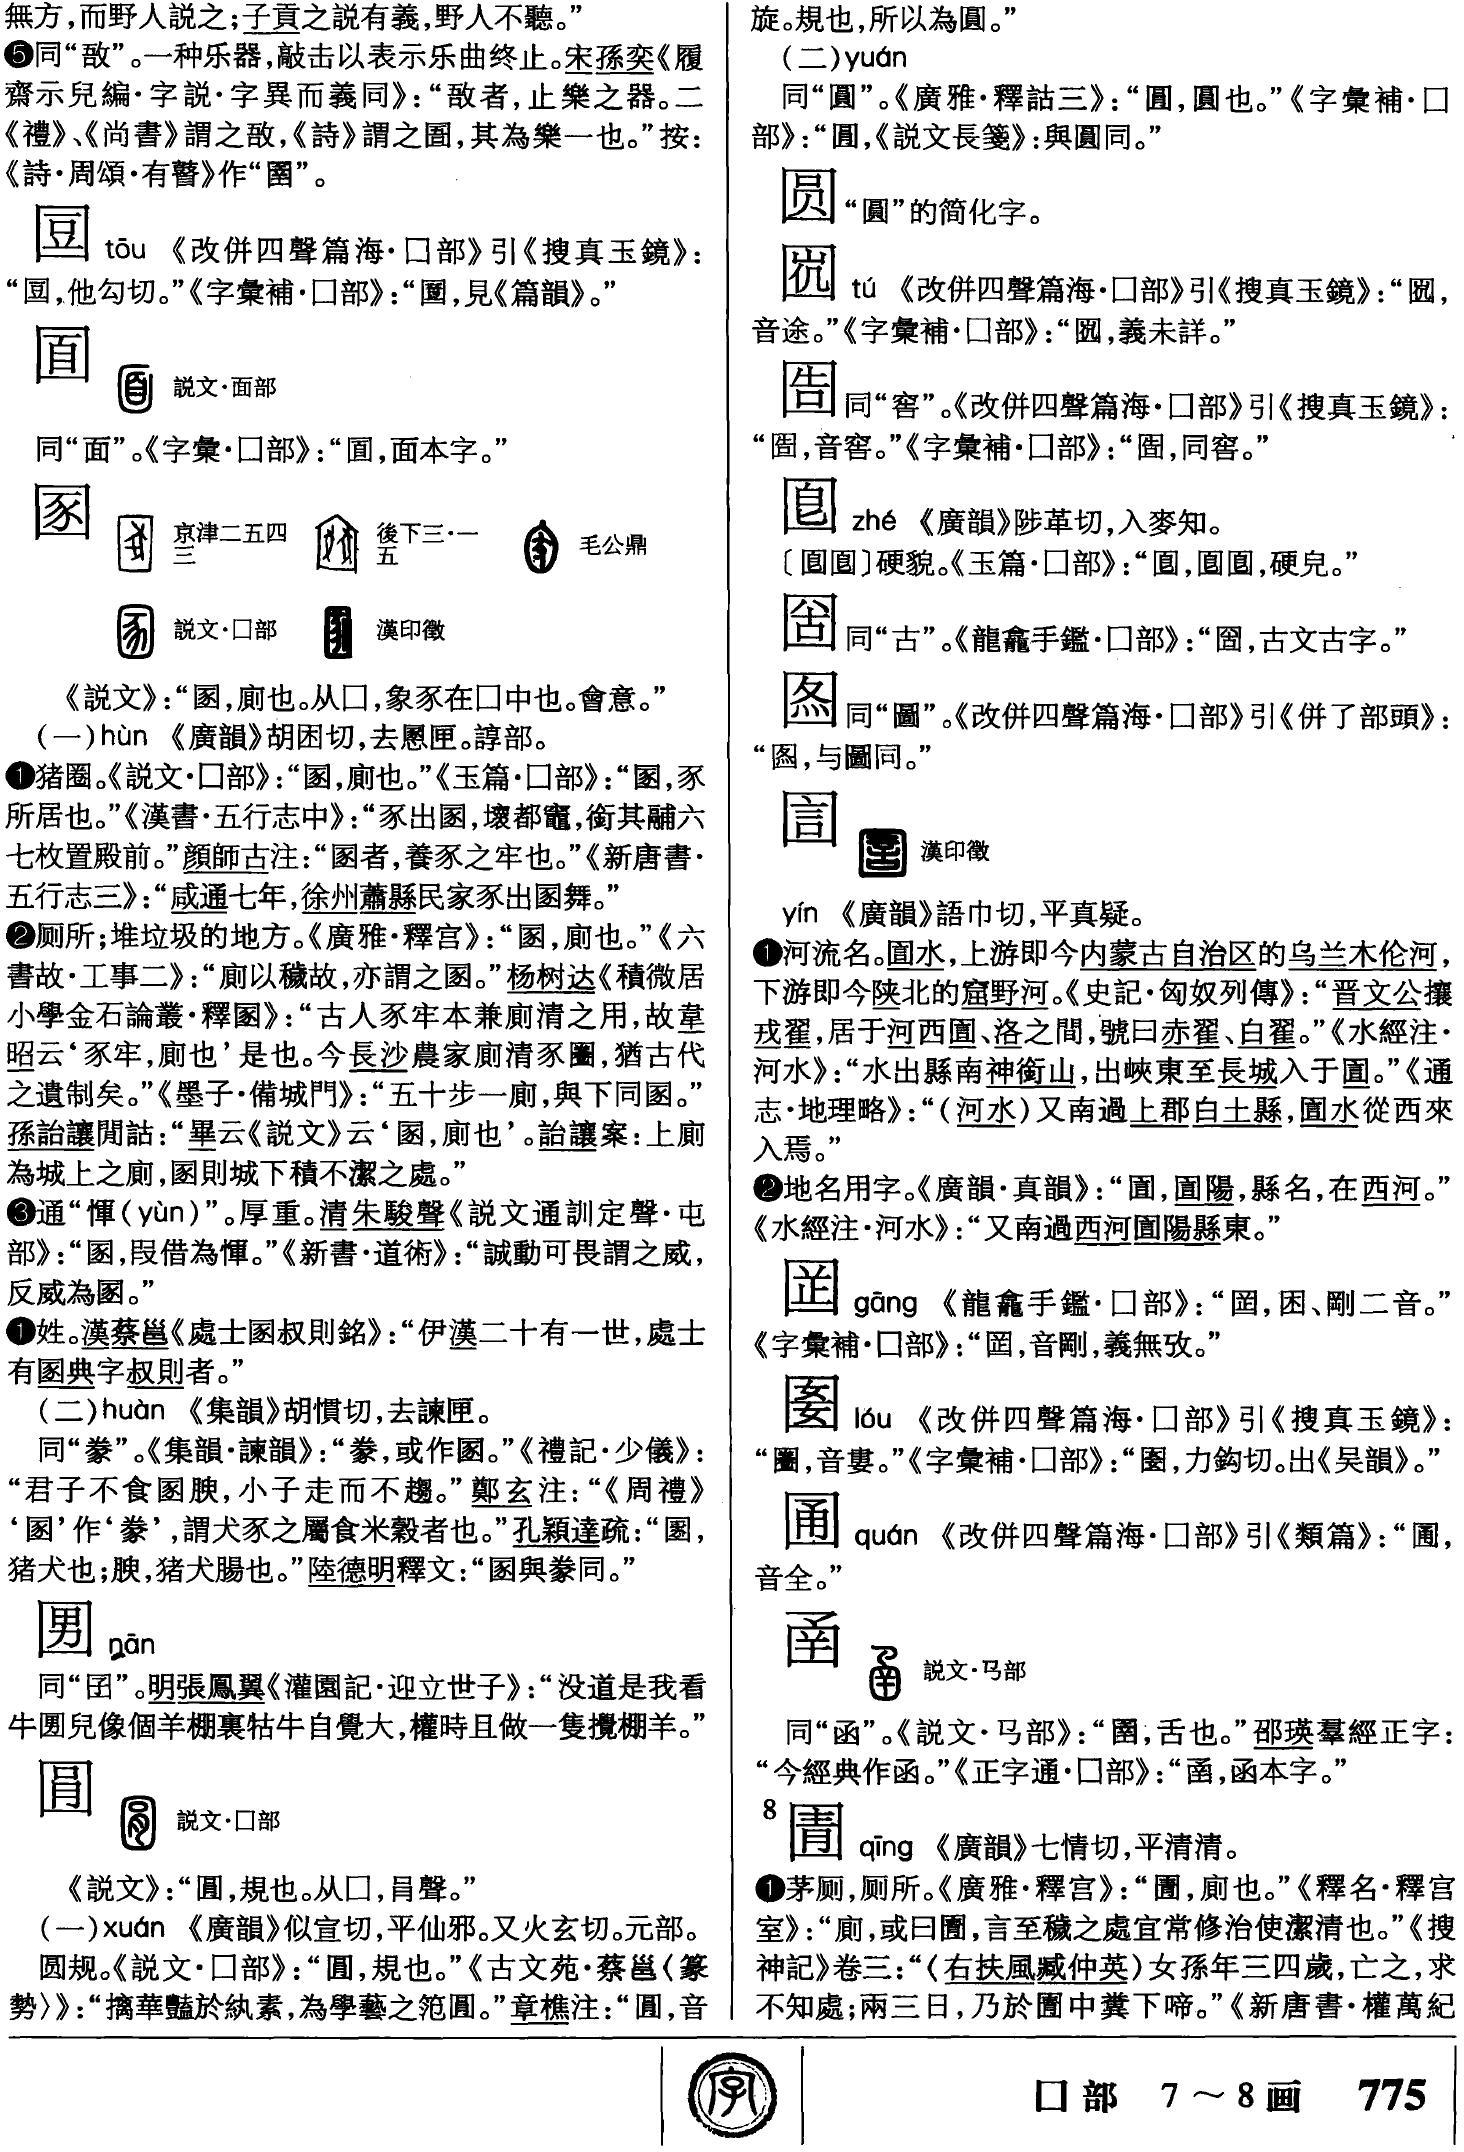 無方，而野人説之；子貢之説有義，野人不聽。”
❺同“敔”。一种乐器，敲击以表示乐曲终止。宋孫奕《履
齋示兒編·字説·字異而義同》：“敔者，止樂之器。二
《禮》、《尚書》謂之敔，《詩》謂之圄，其為樂一也。”按：
《詩·周頌·有瞽》作“圉”。
tōu 《改併四聲篇海·囗部》引《搜真玉鏡》：
“𡇖，他勾切。”《字彙補·囗部》：“見《篇韻》。”
圎
説文·面部
同“面”。《字彙·囗部》：“面本字。”
圂
京津二五四三
後下三·一五
毛公鼎
説文·囗部
漢印徵
《説文》：“圂，廁也。从囗，象豕在囗中也。會意。”
（一）hùn 《廣韻》胡困切，去慁匣。諄部。
❶猪圈。《説文·囗部》：“圂，廁也。”《玉篇·囗部》：“圂，豕
所居也。”《漢書·五行志中》：“豕出圂，壞都竈，銜其鬴六
七枚置殿前。”顔師古注：“圂者，養豕之牢也。”《新唐書·
五行志三》：“咸通七年，徐州蕭縣民家豕出圂舞。”
❷厕所；堆垃圾的地方。《廣雅·釋宫》：“圂，廁也。”《六
書故·工事二》：“廁以穢故，亦謂之圂。”杨树达《積微居
小學金石論叢·釋圂》：“古人豕牢本兼廁清之用，故韋
昭云‘豕牢，廁也’是也。今長沙農家廁清豕圈，猶古代
之遺制矣。”《墨子·備城門》：“五十步一廁，與下同圂。”
孫詒讓閒詁：“畢云《説文》云‘圂，廁也’。詒讓案：上廁
為城上之廁，圂則城下積不潔之處。”
❸通“惲（yùn）”。厚重。清朱駿聲《説文通訓定聲·屯
部》：“圂，叚借為惲。”《新書·道術》：“誠動可畏謂之威，
反威為圂。”
❶姓。漢蔡邕《處士圂叔則銘》：“伊漢二十有一世，處士
有圂典字叔則者。”
（二）huàn 《集韻》胡慣切，去諫匣。
同“豢”。《集韻·諫韻》：“豢，或作圂。”《禮記·少儀》：
“君子不食圂腴，小子走而不趨。”鄭玄注：“《周禮》
‘圂’作‘豢’，謂犬豕之屬食米穀者也。”孔穎達疏：“圂，
猪犬也；腴，猪犬腸也。”陸德明釋文：“圂與豢同。”
nān
同“囝”。明張鳳翼《灌園記·迎立世子》：“没道是我看
牛兒像個羊棚裏牯牛自覺大，權時且做一隻攪棚羊。”
圓
説文·囗部
《説文》：“圓，規也。从囗，肙聲。”
（一）xuán 《廣韻》似宣切，平仙邪。又火玄切。元部。
圆规。《説文·囗部》：“規也。”《古文苑·蔡邕〈篆
勢〉》：“摛華豔於紈素，為學藝之范圓。”章樵注：“圓，音
旋。規也，所以為圓。”
（二）yuán
同“圓”。《廣雅·釋詁三》：“圓也。”《字彙補·囗
部》：“《説文長箋》：與圓同。”
圆 “圓”的简化字。
tú 《改併四聲篇海·囗部》引《搜真玉鏡》：“
音途。”《字彙補·囗部》：“義未詳。”
同“窖”。《改併四聲篇海·囗部》引《搜真玉鏡》：
“音窖。”《字彙補·囗部》：“同窖。”
zhé 《廣韻》陟革切，入麥知。
硬貌。《玉篇·囗部》：“硬皃。”
同“古”。《龍龕手鑑·囗部》：“古文古字。”
同“圖”。《改併四聲篇海·囗部》引《併了部頭》：
“与圖同。”
圁
漢印徵
yín 《廣韻》語巾切，平真疑。
❶河流名。圁水，上游即今内蒙古自治区的乌兰木伦河，
下游即今陕北的窟野河。《史記·匈奴列傳》：“晋文公攘
戎翟，居于河西圁、洛之間，號曰赤翟、白翟。”《水經注·
河水》：“水出縣南神銜山，出峽東至長城入于圁。”《通
志·地理略》：“（河水）又南過上郡白土縣，圁水從西來
入焉。”
❷地名用字。《廣韻·真韻》：“圁，圁陽，縣名，在西河。”
《水經注·河水》：“又南過西河圁陽縣東。”
gāng 《龍龕手鑑·囗部》：“困、剛二音。”
《字彙補·囗部》：“音剛，義無攷。”
lóu 《改併四聲篇海·囗部》引《搜真玉鏡》：
“音婁。”《字彙補·囗部》：“力鈎切。出《吴韻》。”
quán 《改併四聲篇海·囗部》引《類篇》：“
音全。”
圅
説文·𢎘部
同“函”。《説文·𢎘部》：“圅，舌也。”邵瑛羣經正字：
“今經典作函。”《正字通·囗部》：“圅，函本字。”
8
圊 qīng 《廣韻》七情切，平清清。
❶茅厕，厕所。《廣雅·釋宫》：“圊，廁也。”《釋名·釋宫
室》：“廁，或曰圊，言至穢之處宜常修治使潔清也。”《搜
神記》卷三：“（右扶風臧仲英）女孫年三四歲，亡之，求
不知處；兩三日，乃於圊中糞下啼。”《新唐書·權萬紀
字
囗部 7～8画 775